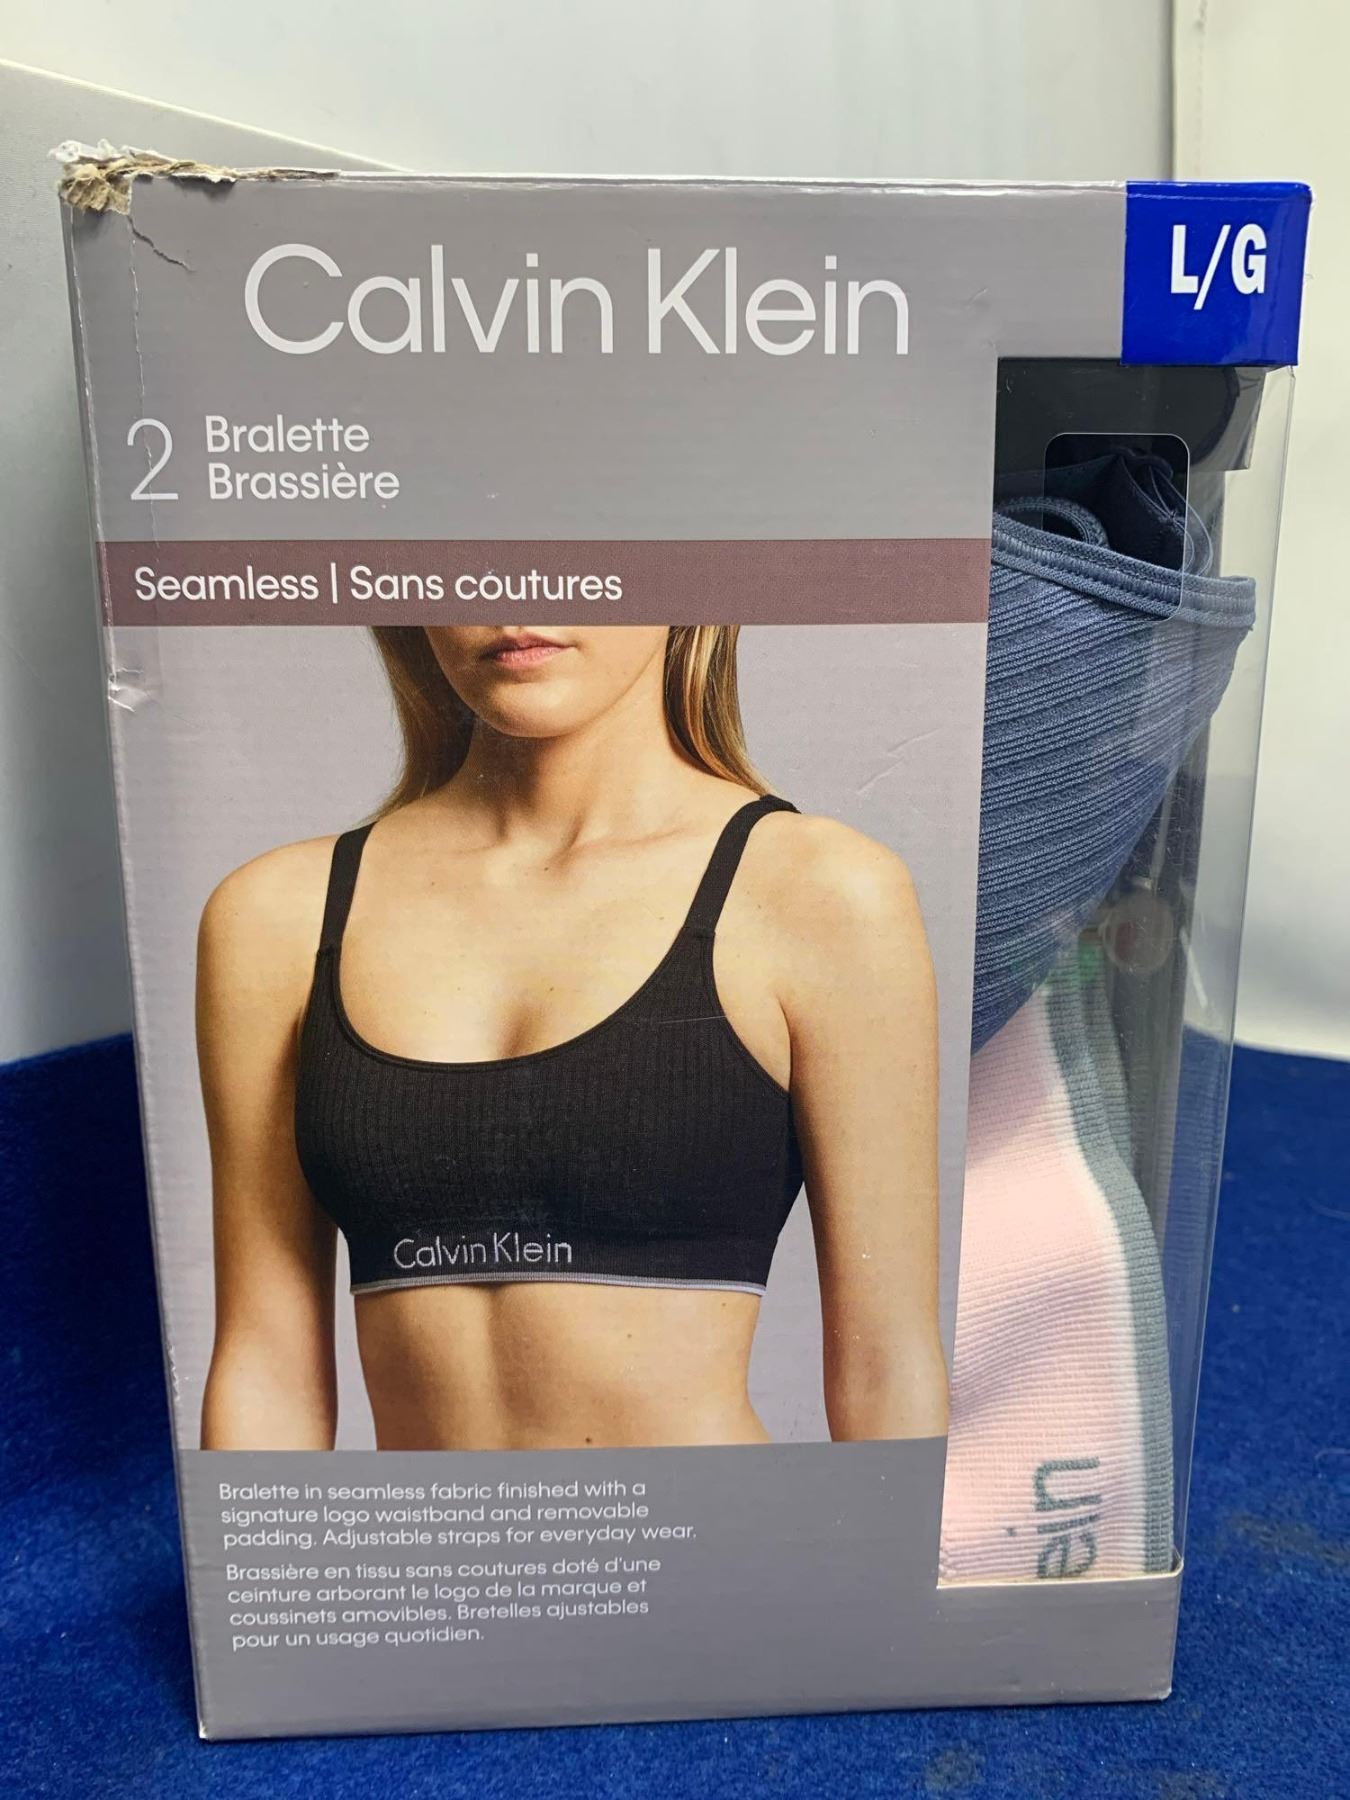 Calvin Klein
L/G
2 Bralette
Brassière
Seamless | Sans coutures
Calvin Klein
Bralette in seamless fabric finished with a
signature logo waistband and removable
padding. Adjustable straps for everyday wear.
Brassière en tissu sans coutures doté d'une
ceinture arborant le logo de la marque et
coussinets amovibles. Bretelles ajustables
pour un usage quotidien.
ein